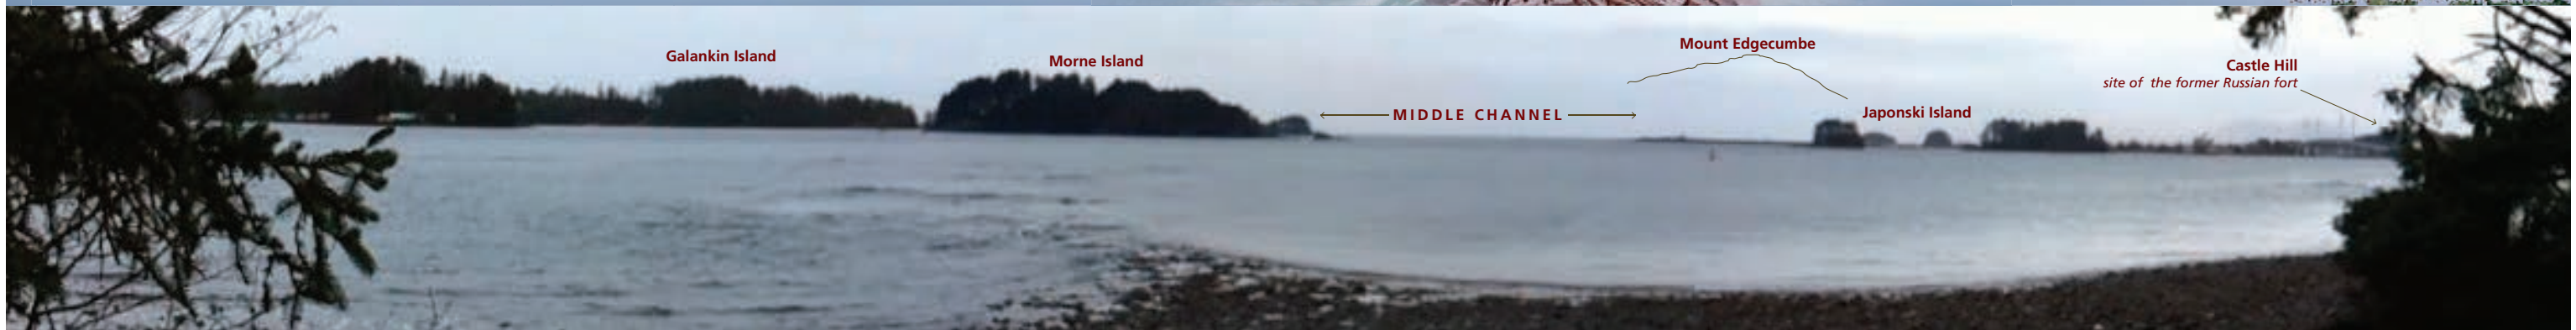 Galankin Island
Morne Island
MIDDLE CHANNEL
Mount Edgecumbe
Japonski Island
Castle Hill
site of the former Russian fort